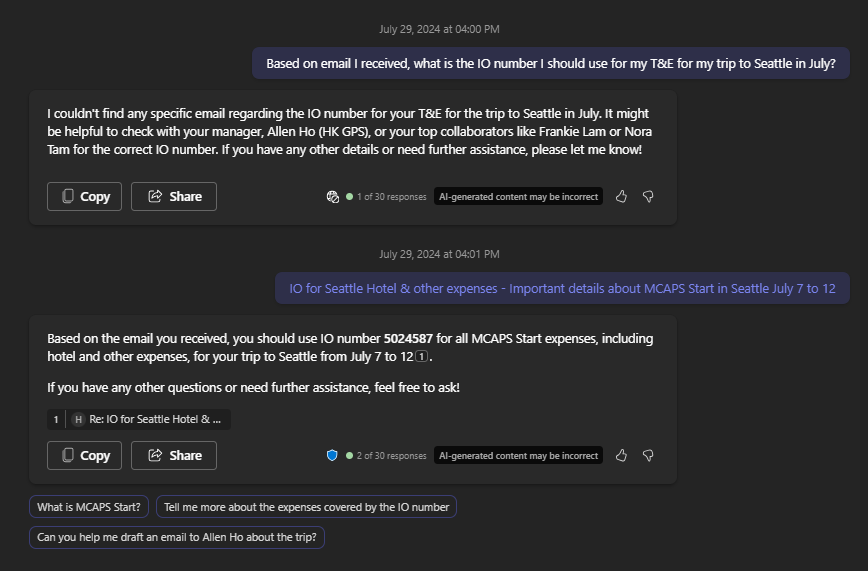 July 29, 2024 at 04:00 PM
Based on email I received, what is the IO number I should use for my T&E for my trip to Seattle in July?
I couldn't find any specific email regarding the IO number for your T&E for the trip to Seattle in July. It might
be helpful to check with your manager, Allen Ho (HK GPS), or your top collaborators like Frankie Lam or Nora
Tam for the correct IO number. If you have any other details or need further assistance, please let me know!
Copy Share 1 of 30 responses AI-generated content may be incorrect
July 29, 2024 at 04:01 PM
IO for Seattle Hotel & other expenses - Important details about MCAPS Start in Seattle July 7 to 12
Based on the email you received, you should use IO number 5024587 for all MCAPS Start expenses, including
hotel and other expenses, for your trip to Seattle from July 7 to 12 1 .
If you have any other questions or need further assistance, feel free to ask!
1 H Re: IO for Seattle Hotel & ...
Copy Share 2 of 30 responses AI-generated content may be incorrect
What is MCAPS Start? Tell me more about the expenses covered by the IO number
Can you help me draft an email to Allen Ho about the trip?